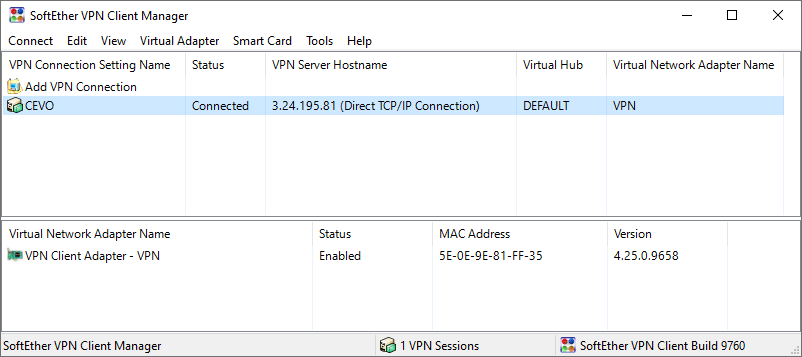 SoftEther VPN Client Manager
Connect Edit View Virtual Adapter Smart Card Tools Help
VPN Connection Setting Name Status VPN Server Hostname Virtual Hub Virtual Network Adapter Name
Add VPN Connection
CEVO Connected 3.24.195.81 (Direct TCP/IP Connection) DEFAULT VPN
Virtual Network Adapter Name Status MAC Address Version
VPN Client Adapter - VPN Enabled 5E-0E-9E-81-FF-35 4.25.0.9658
SoftEther VPN Client Manager 1 VPN Sessions SoftEther VPN Client Build 9760